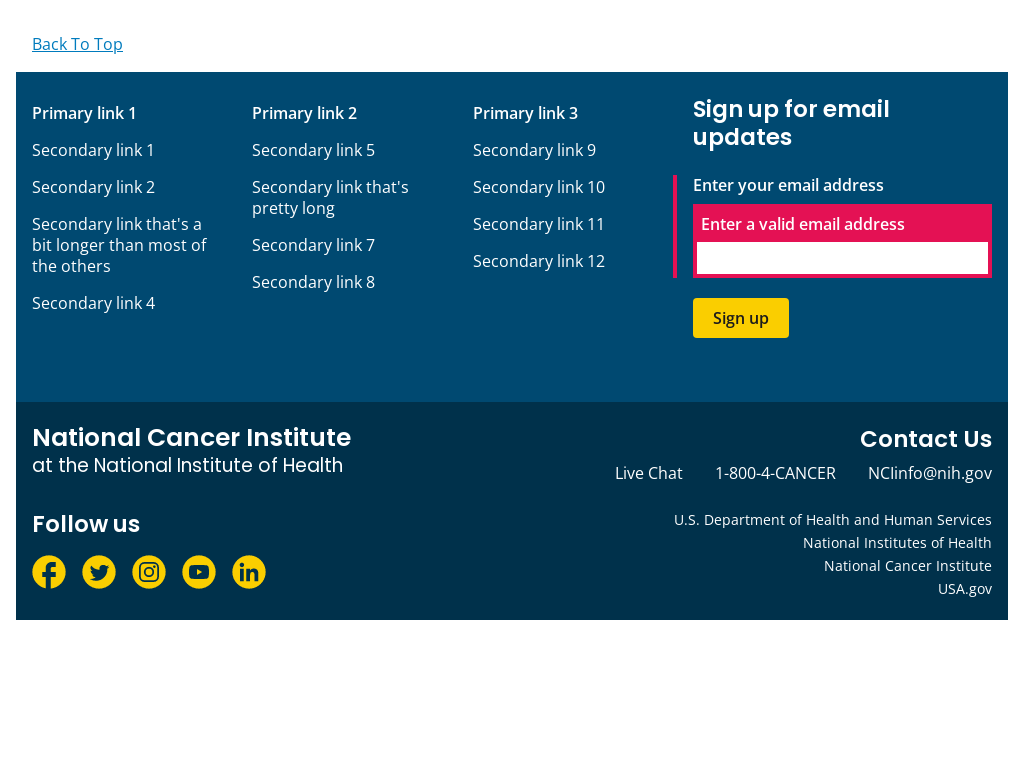 Back To Top
Primary link 1
Secondary link 1
Secondary link 2
Secondary link that's a
bit longer than most of
the others
Secondary link 4
Primary link 2
Secondary link 5
Secondary link that's
pretty long
Secondary link 7
Secondary link 8
Primary link 3
Secondary link 9
Secondary link 10
Secondary link 11
Secondary link 12
Sign up for email
updates
Enter your email address
Enter a valid email address
Sign up
National Cancer Institute
at the National Institute of Health
Follow us
Contact Us
Live Chat 1-800-4-CANCER NCIinfo@nih.gov
U.S. Department of Health and Human Services
National Institutes of Health
National Cancer Institute
USA.gov